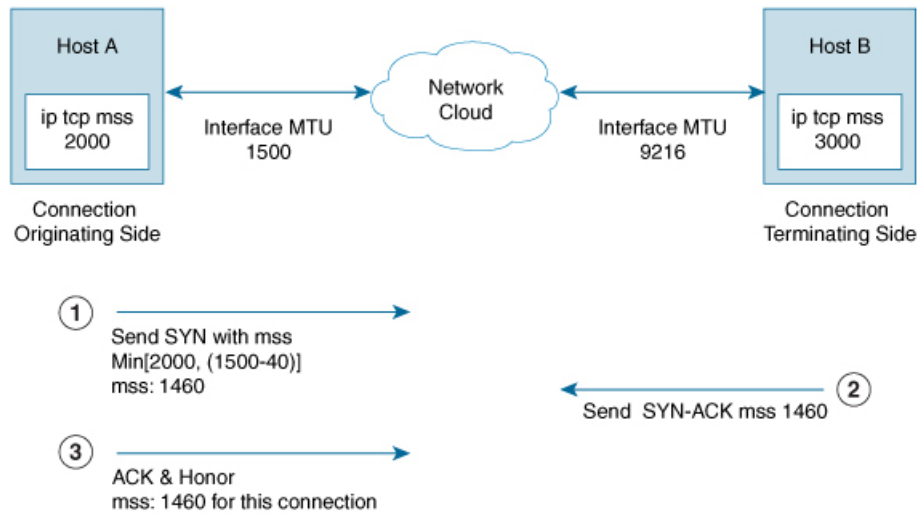 Host A
ip tcp mss
2000
Connection
Originating Side
Interface MTU
1500
Network
Cloud
Interface MTU
9216
Host B
ip tcp mss
3000
Connection
Terminating Side
1
Send SYN with mss
Min[2000, (1500-40)]
mss: 1460
2
Send SYN-ACK mss 1460
3
ACK & Honor
mss: 1460 for this connection